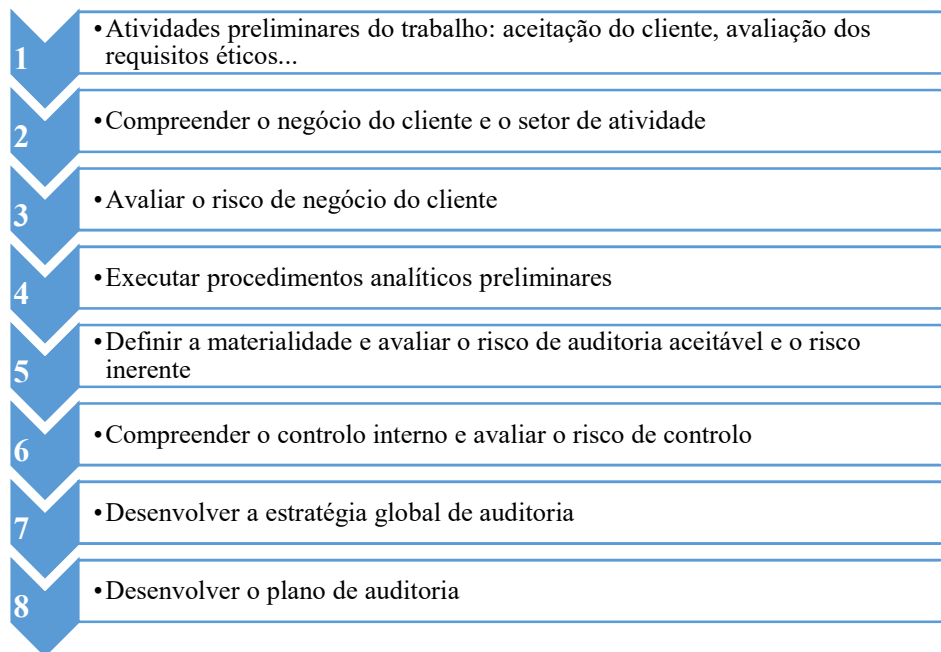 1
•Atividades preliminares do trabalho: aceitação do cliente, avaliação dos
requisitos éticos...
2
•Compreender o negócio do cliente e o setor de atividade
3
•Avaliar o risco de negócio do cliente
4
•Executar procedimentos analíticos preliminares
5
•Definir a materialidade e avaliar o risco de auditoria aceitável e o risco
inerente
6
•Compreender o controlo interno e avaliar o risco de controlo
7
•Desenvolver a estratégia global de auditoria
8
•Desenvolver o plano de auditoria